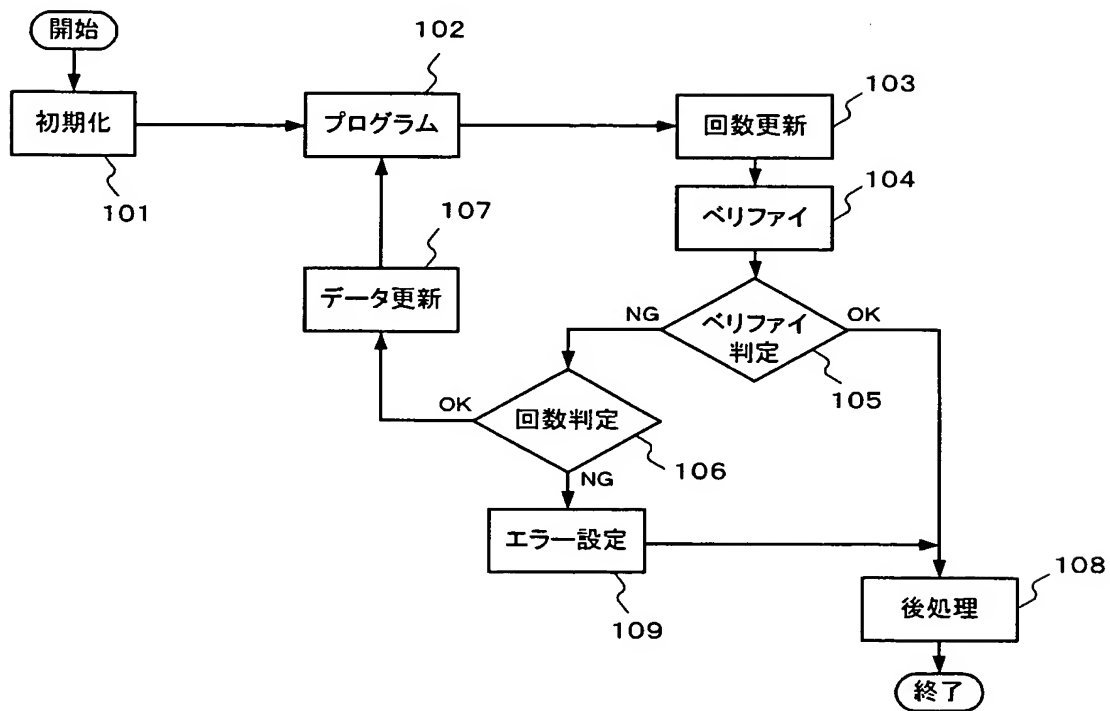 開始
初期化
101
プログラム
102
回数更新
103
ベリファイ
104
ベリファイ
判定
105
NG
OK
回数判定
106
OK
NG
データ更新
107
エラー設定
109
後処理
108
終了